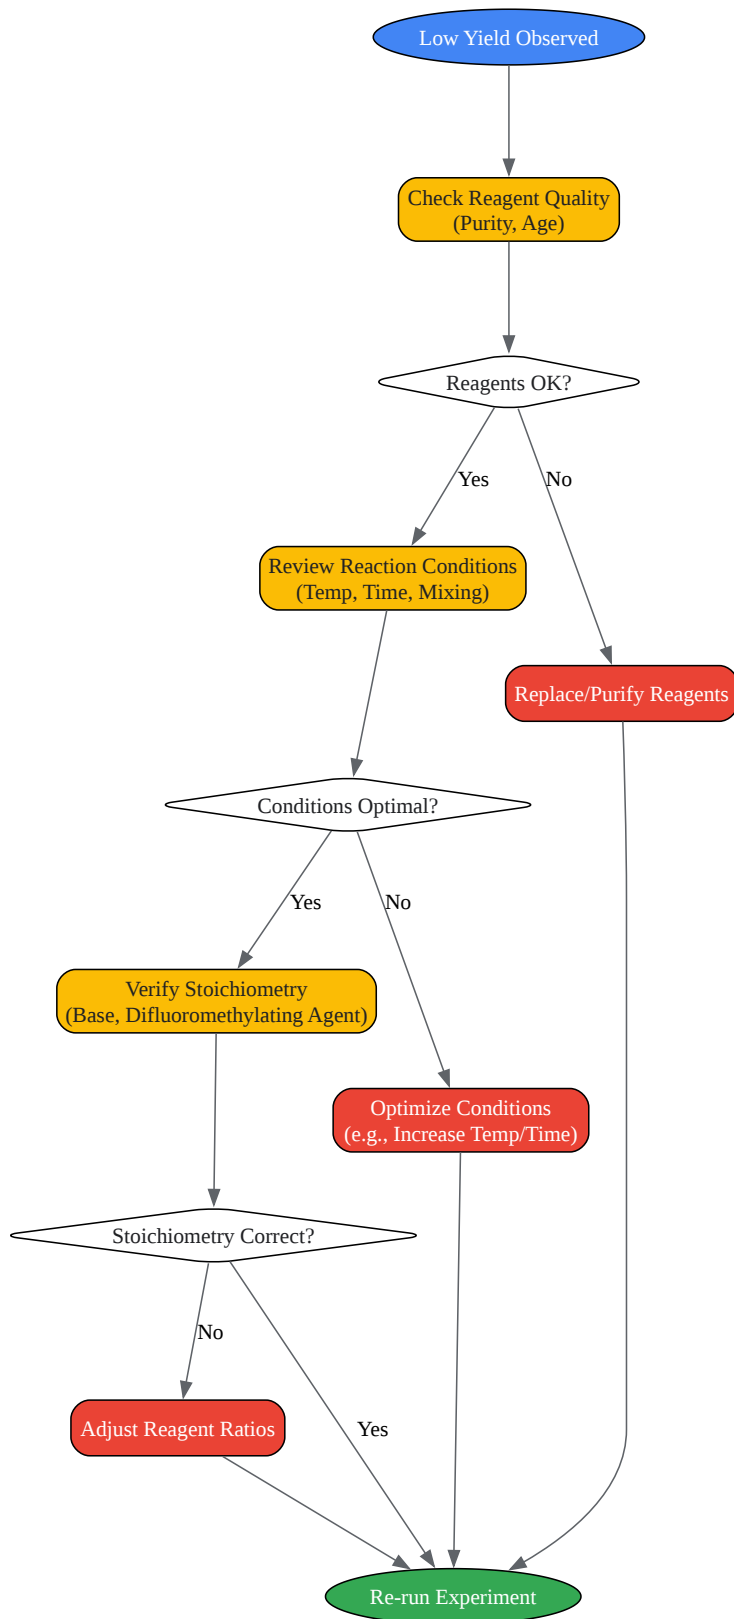 Low Yield Observed
Check Reagent Quality
(Purity, Age)
Reagents OK?
Yes
No
Review Reaction Conditions
(Temp, Time, Mixing)
Replace/Purify Reagents
Conditions Optimal?
Yes
No
Verify Stoichiometry
(Base, Difluoromethylating Agent)
Optimize Conditions
(e.g., Increase Temp/Time)
Stoichiometry Correct?
No
Adjust Reagent Ratios
Yes
Re-run Experiment